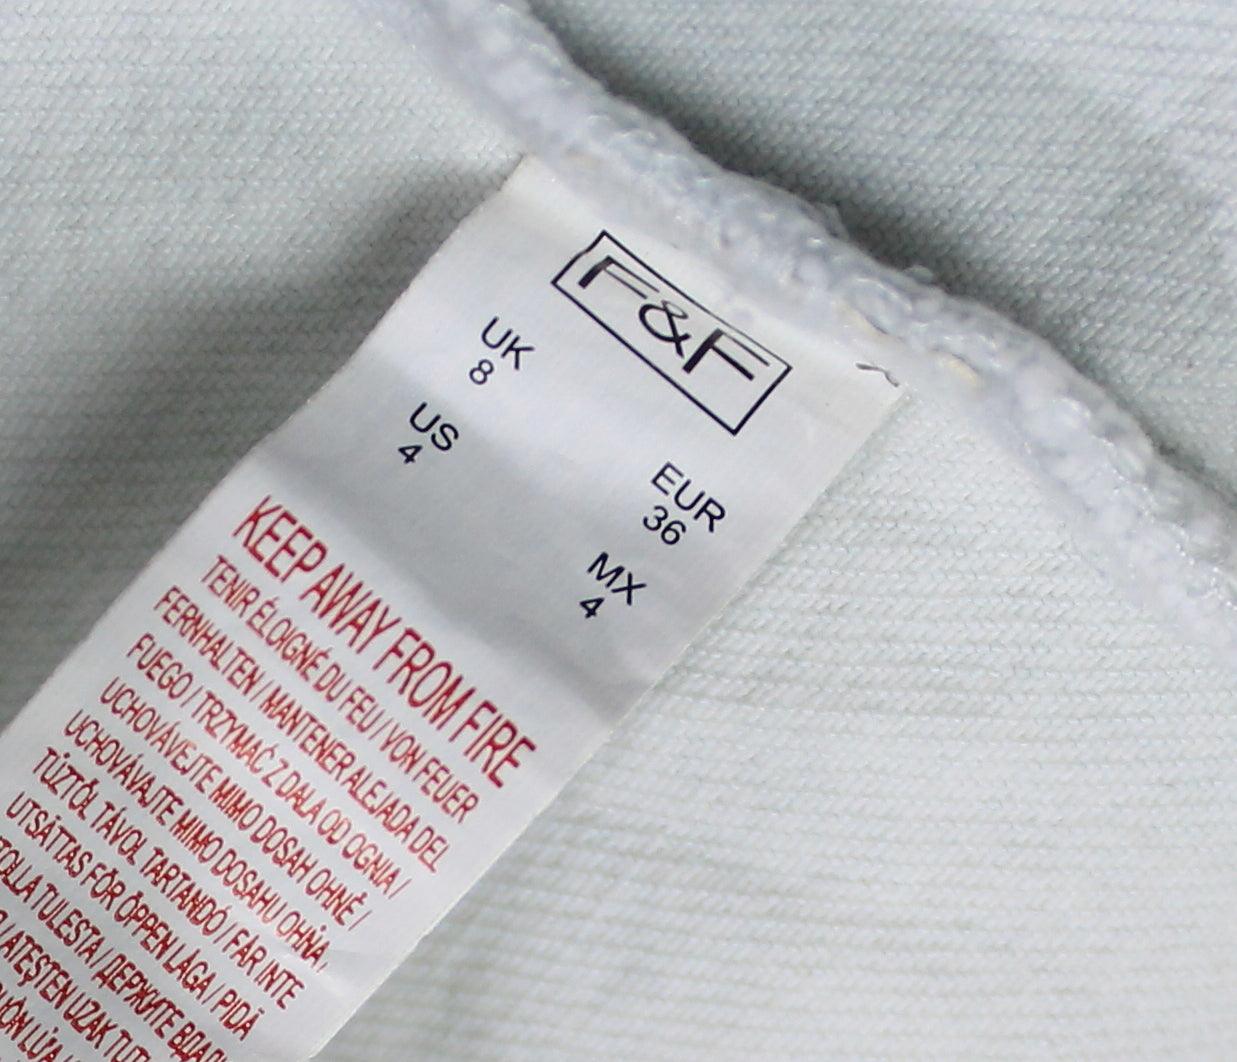 F&F
UK
8
EUR
36
US
4
MX
4
KEEP AWAY FROM FIRE
TENIR ÉLOIGNÉ DU FEU / VON FEUER
FERNHALTEN / MANTENER ALEJADA DEL
FUEGO / TRZYMAĆ Z DALA OD OGNIA /
UCHOVÁVEJTE MIMO DOSAH OHNĚ /
UCHOVÁVAJTE MIMO DOSAHU OHŇA,
TŰZTŐL TÁVOL TARTANDÓ / FÅR INTE
UTSÄTTAS FÖR ÖPPEN LÅGA / PIDÄ
TULESTA / ДЕРЖИТЕ
ATEŞTEN UZAK
LỬA